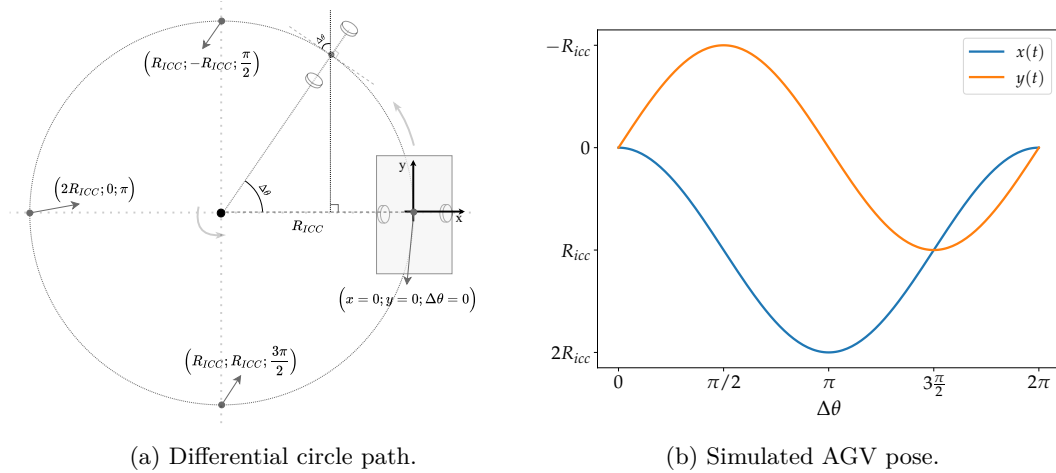 Δθ
(R_ICC; −R_ICC; π/2)
y
(2R_ICC; 0; π)
Δθ
R_ICC
x
(x = 0; y = 0; Δθ = 0)
(R_ICC; R_ICC; 3π/2)
(a) Differential circle path.
−R_icc
0
R_icc
2R_icc
x(t)
y(t)
0 π/2 π 3π/2 2π
Δθ
(b) Simulated AGV pose.